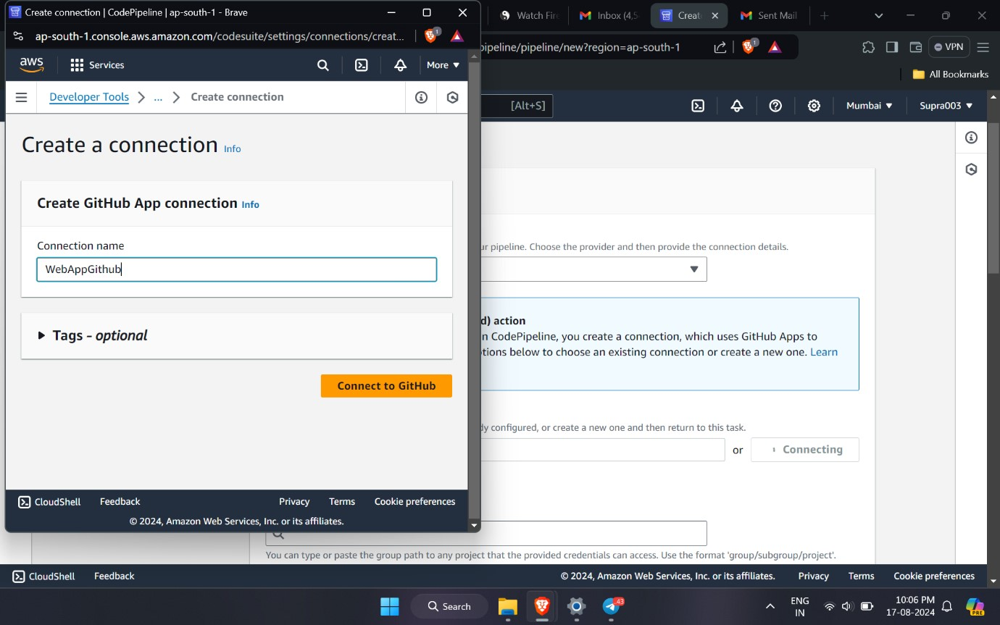 Create connection | CodePipeline | ap-south-1 - Brave
ap-south-1.console.aws.amazon.com/codesuite/settings/connections/creat...
1
aws
Services
More
Developer Tools
...
Create connection
Create a connection Info
Create GitHub App connection Info
Connection name
WebAppGithub
Tags - optional
Connect to GitHub
CloudShell
Feedback
Privacy
Terms
Cookie preferences
© 2024, Amazon Web Services, Inc. or its affiliates.
Watch
Inbox (4,5
Creat
Sent Mail
ipeline/pipeline/new?region=ap-south-1
1
VPN
All Bookmarks
[Alt+S]
Mumbai
Supra003
ur pipeline. Choose the provider and then provide the connection details.
d) action
n CodePipeline, you create a connection, which uses GitHub Apps to
tions below to choose an existing connection or create a new one. Learn
dy configured, or create a new one and then return to this task.
or
Connecting
You can type or paste the group path to any project that the provided credentials can access. Use the format 'group/subgroup/project'.
CloudShell
Feedback
© 2024, Amazon Web Services, Inc. or its affiliates.
Privacy
Terms
Cookie preferences
Search
43
ENG
IN
10:06 PM
17-08-2024
PRE